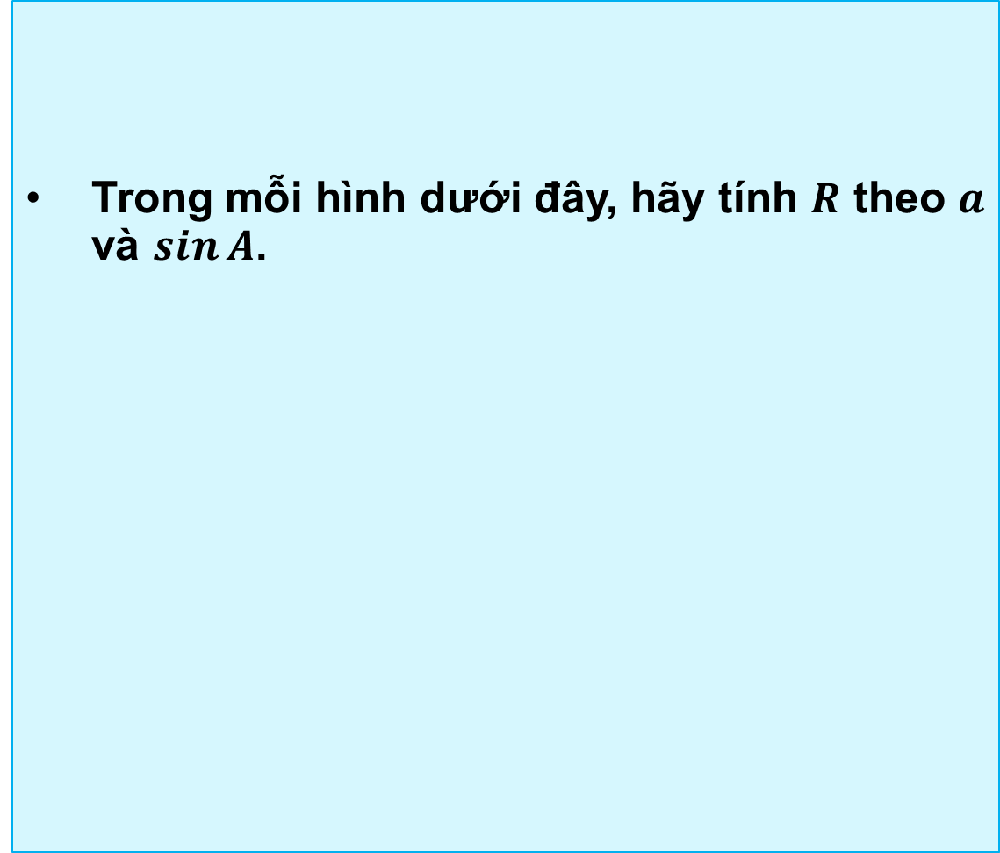 • Trong mỗi hình dưới đây, hãy tính R theo a
và sin A.